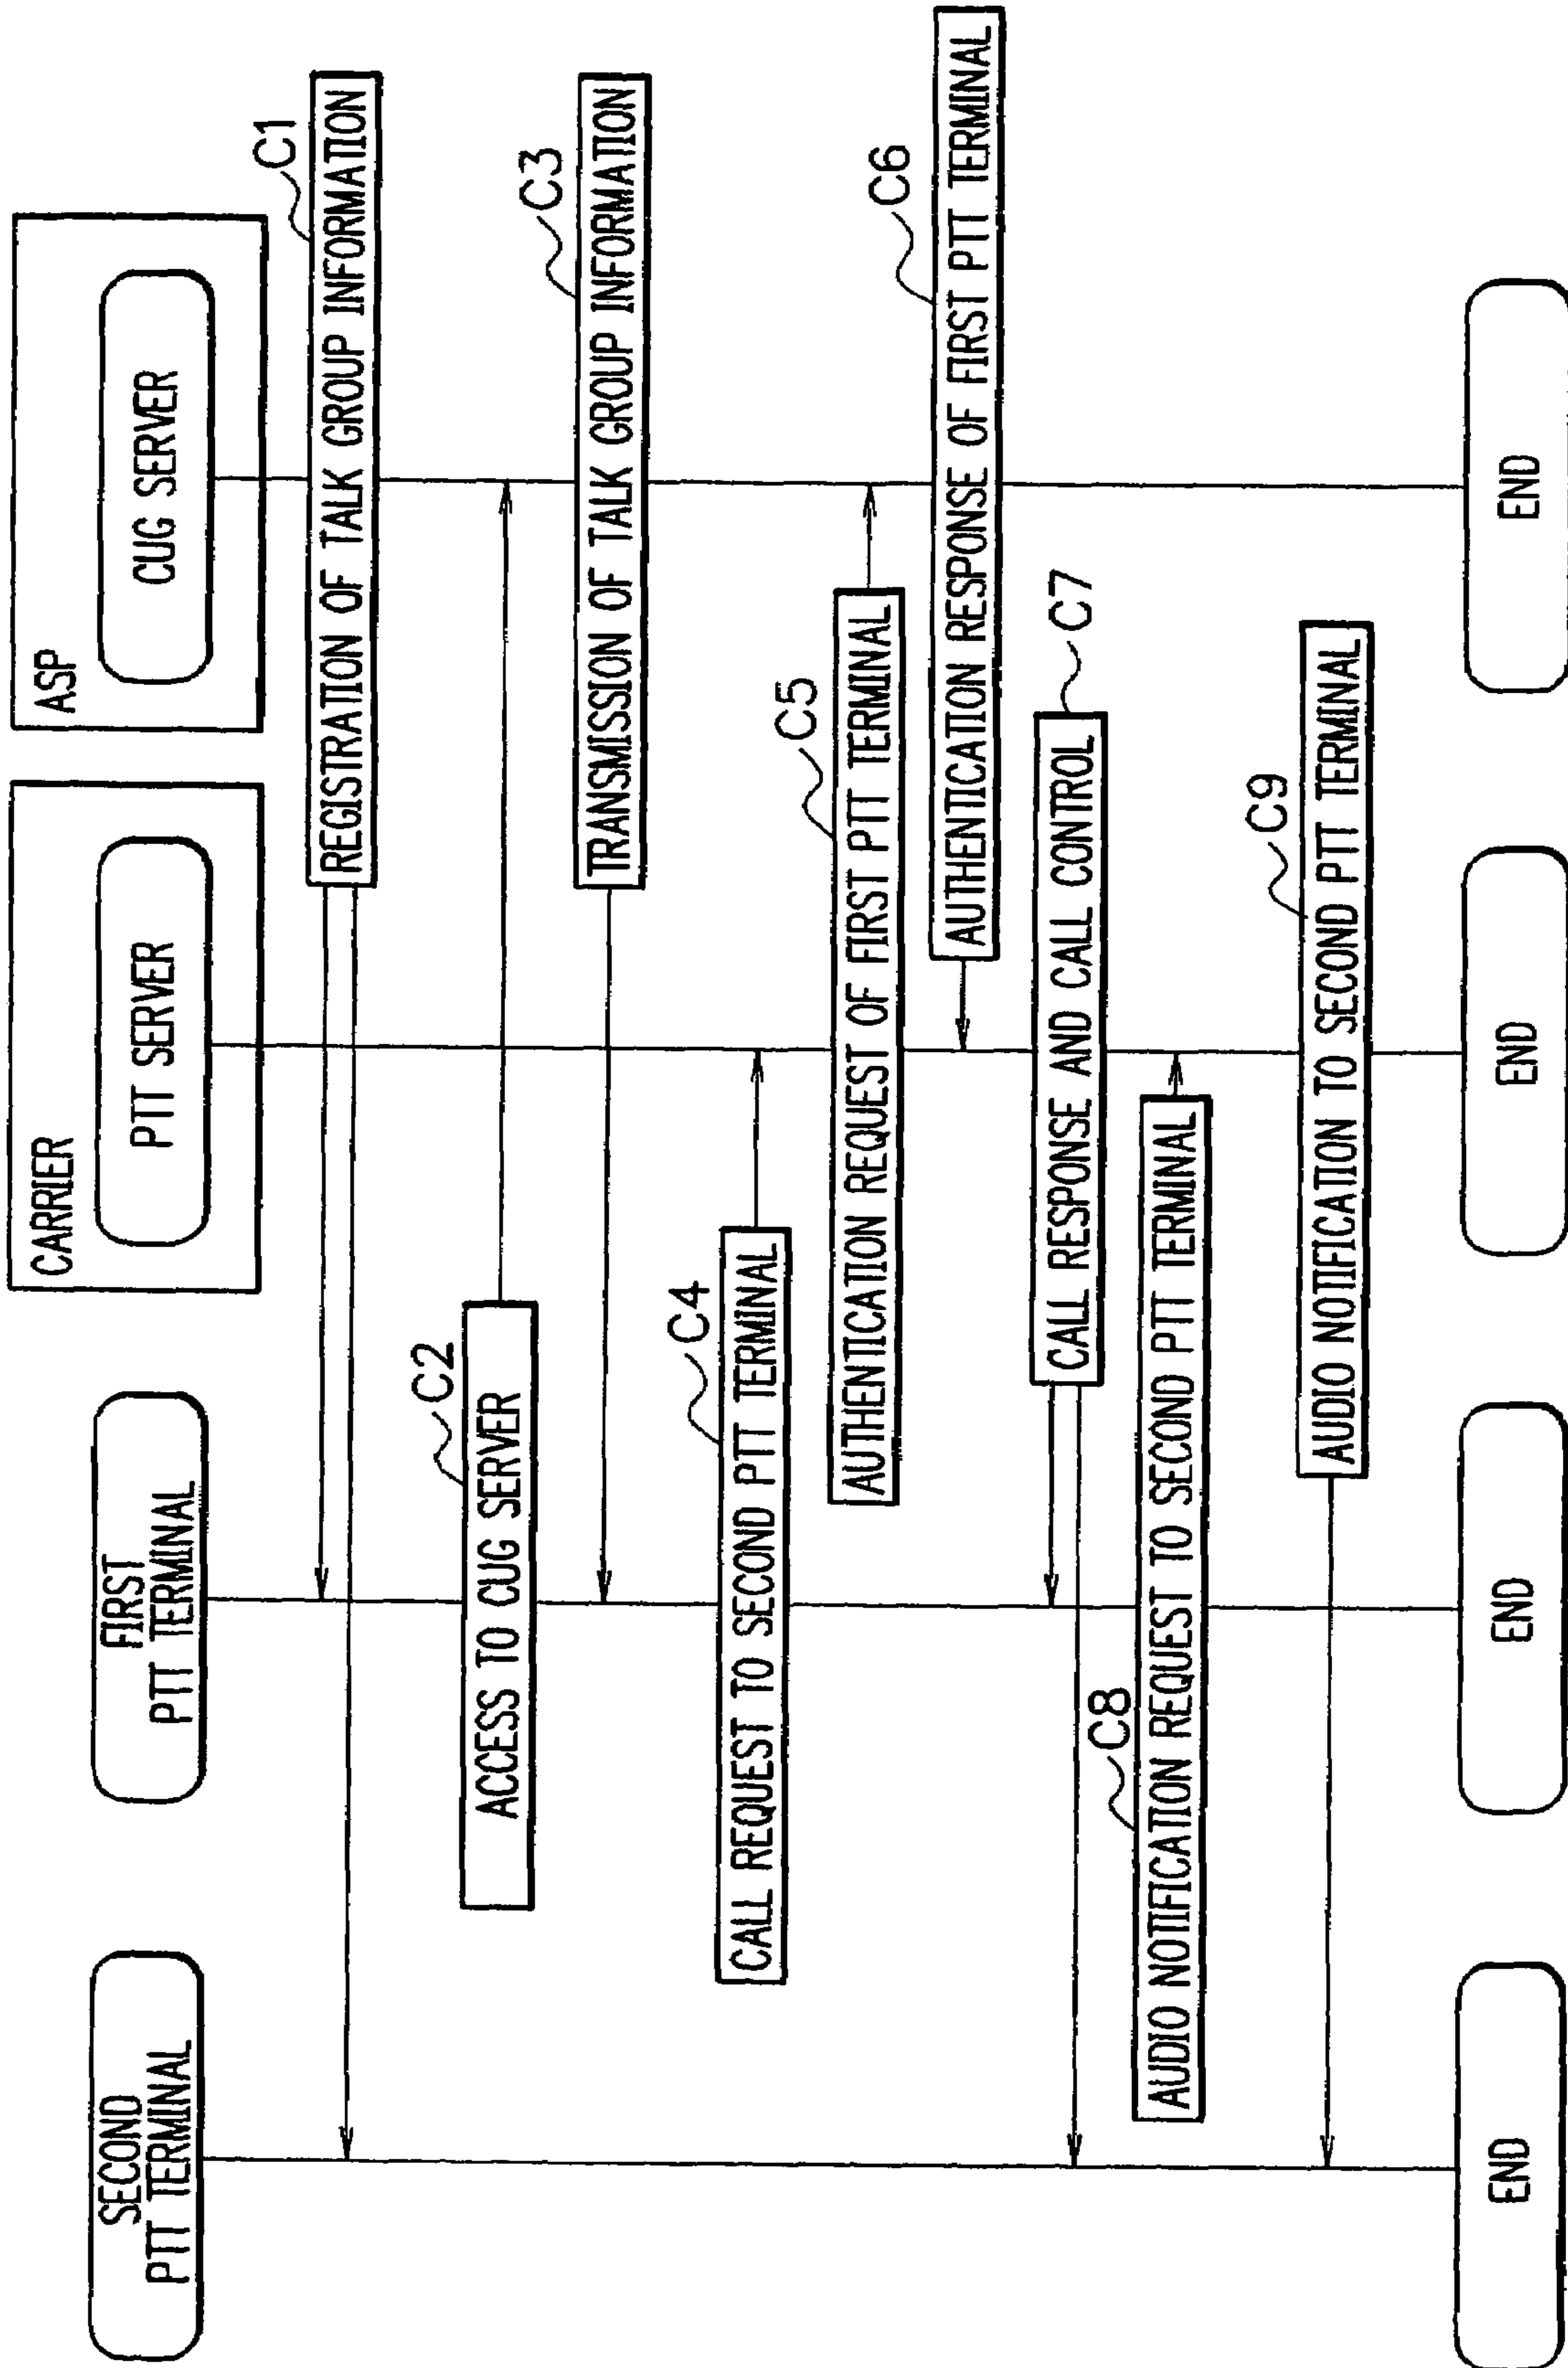 SECOND
PTT TERMINAL
FIRST
PTT TERMINAL
CARRIER
PTT SERVER
ASP
CUG SERVER
C1
REGISTRATION OF TALK GROUP INFORMATION
C2
ACCESS TO CUG SERVER
C3
TRANSMISSION OF TALK GROUP INFORMATION
C4
CALL REQUEST TO SECOND PTT TERMINAL
C5
AUTHENTICATION REQUEST OF FIRST PTT TERMINAL
C6
AUTHENTICATION RESPONSE OF FIRST PTT TERMINAL
C7
CALL RESPONSE AND CALL CONTROL
C8
AUDIO NOTIFICATION REQUEST TO SECOND PTT TERMINAL
C9
AUDIO NOTIFICATION TO SECOND PTT TERMINAL
END
END
END
END